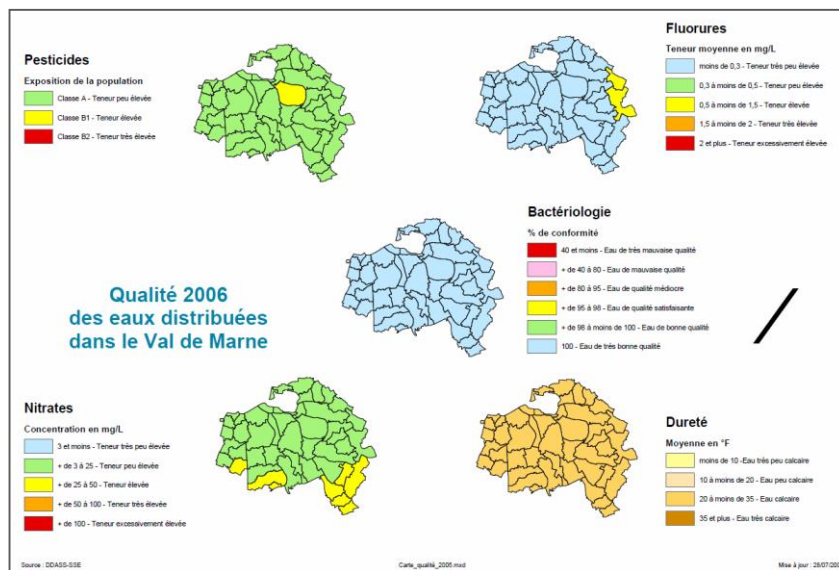 Pesticides
Exposition de la population
Classe A - Teneur peu élevée
Classe B1 - Teneur élevée
Classe B2 - Teneur très élevée
Fluorures
Teneur moyenne en mg/L
moins de 0,3 - Teneur très peu élevée
0,3 à moins de 0,5 - Teneur peu élevée
0,5 à moins de 1,5 - Teneur élevée
1,5 à moins de 2 - Teneur très élevée
2 et plus - Teneur excessivement élevée
Bactériologie
% de conformité
40 et moins - Eau de très mauvaise qualité
+ de 40 à 80 - Eau de mauvaise qualité
+ de 80 à 95 - Eau de qualité médiocre
+ de 95 à 98 - Eau de qualité satisfaisante
+ de 98 à moins de 100 - Eau de bonne qualité
100 - Eau de très bonne qualité
Qualité 2006
des eaux distribuées
dans le Val de Marne
Nitrates
Concentration en mg/L
3 et moins - Teneur très peu élevée
+ de 3 à 25 - Teneur peu élevée
+ de 25 à 50 - Teneur élevée
+ de 50 à 100 - Teneur très élevée
+ de 100 - Teneur excessivement élevée
Dureté
Moyenne en °F
moins de 10 -Eau très peu calcaire
10 à moins de 20 - Eau peu calcaire
20 à moins de 35 - Eau calcaire
35 et plus - Eau très calcaire
Source : DDASS-SSE
Carte_qualité_2005.mxd
Mise à jour : 28/07/200